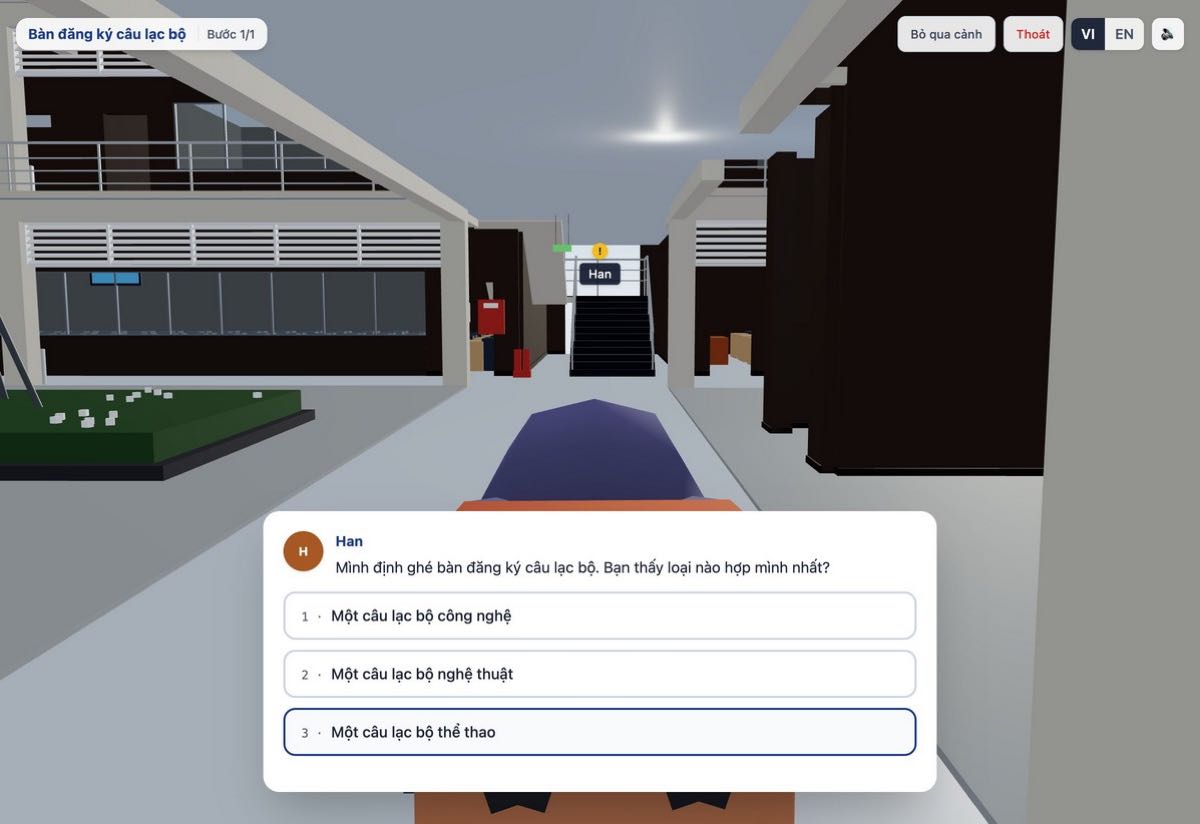 Bàn đăng ký câu lạc bộ Bước 1/1
Bỏ qua cảnh
Thoát
VI EN
!
Han
H
Han
Mình định ghé bàn đăng ký câu lạc bộ. Bạn thấy loại nào hợp mình nhất?
1 · Một câu lạc bộ công nghệ
2 · Một câu lạc bộ nghệ thuật
3 · Một câu lạc bộ thể thao